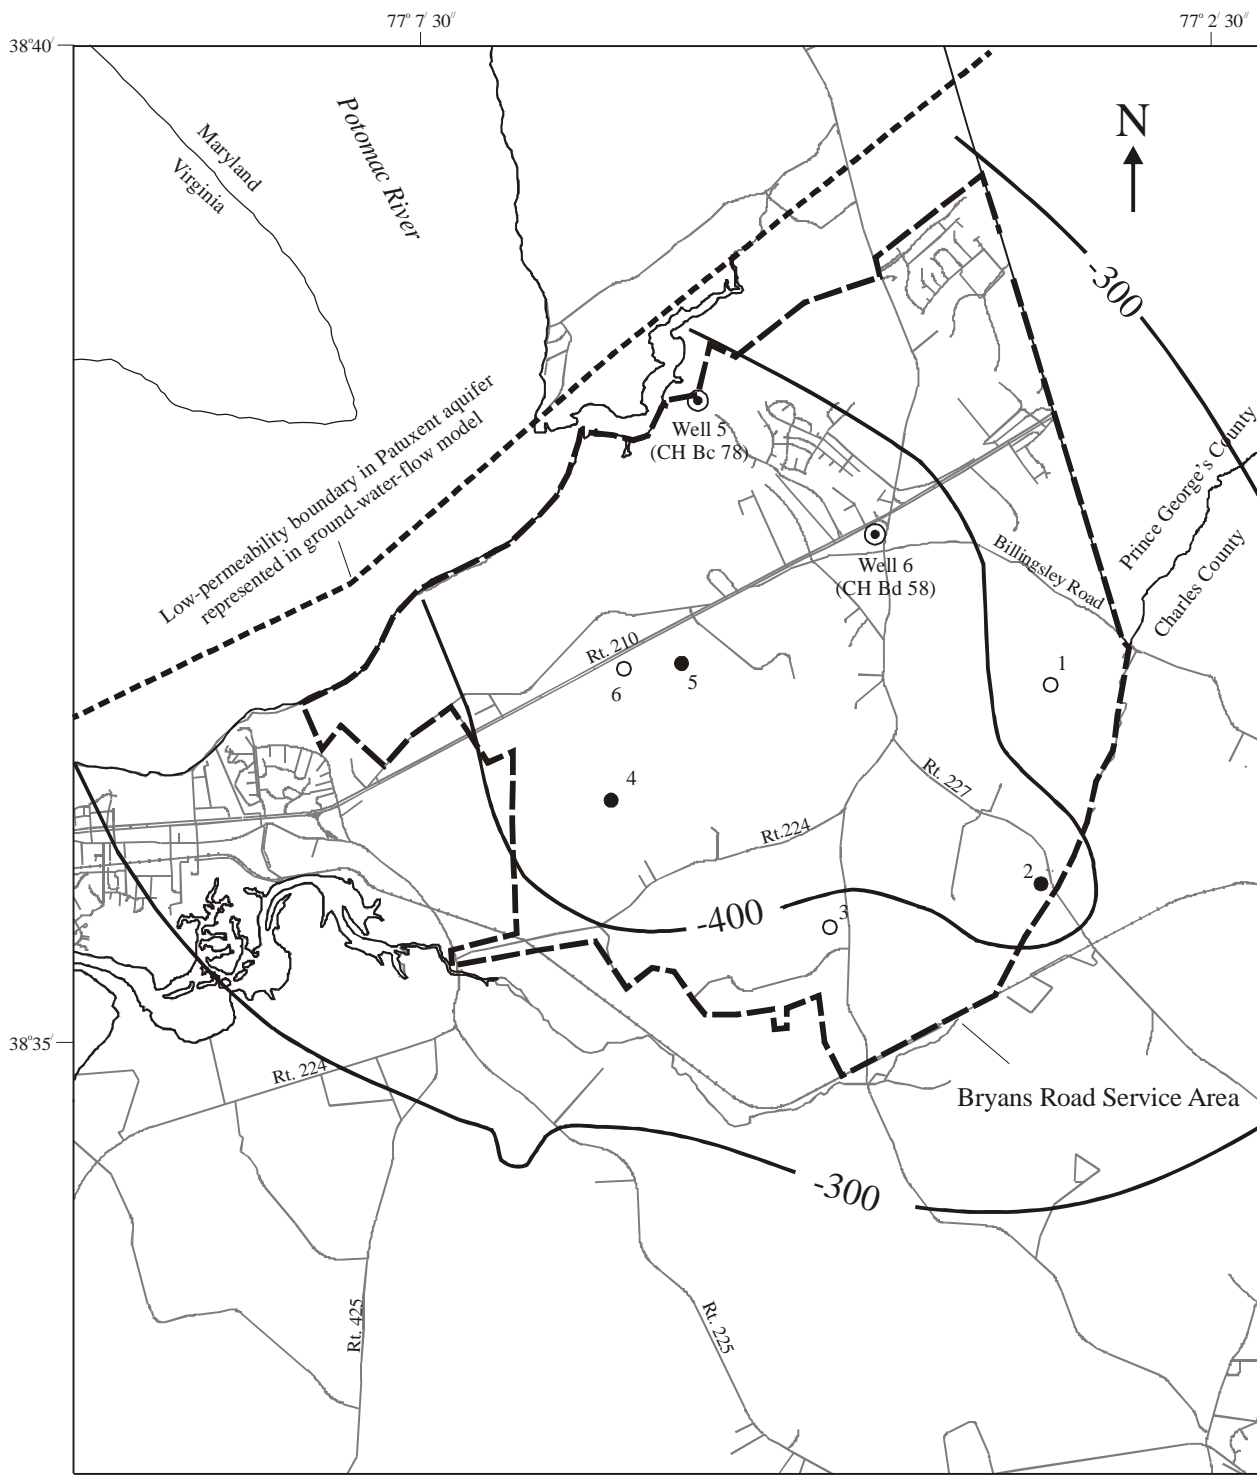 77° 7' 30"
77° 2' 30"
38°40'
N
Maryland
Virginia
Potomac River
-300
Low-permeability boundary in Patuxent aquifer
represented in ground-water-flow model
Well 5
(CH Bc 78)
Well 6
(CH Bd 58)
Prince George's County
Charles County
Billingsley Road
Rt. 210
6
5
1
4
Rt. 227
Rt.224
2
-400
3
38°35'
Rt. 224
Bryans Road Service Area
-300
Rt. 425
Rt. 225